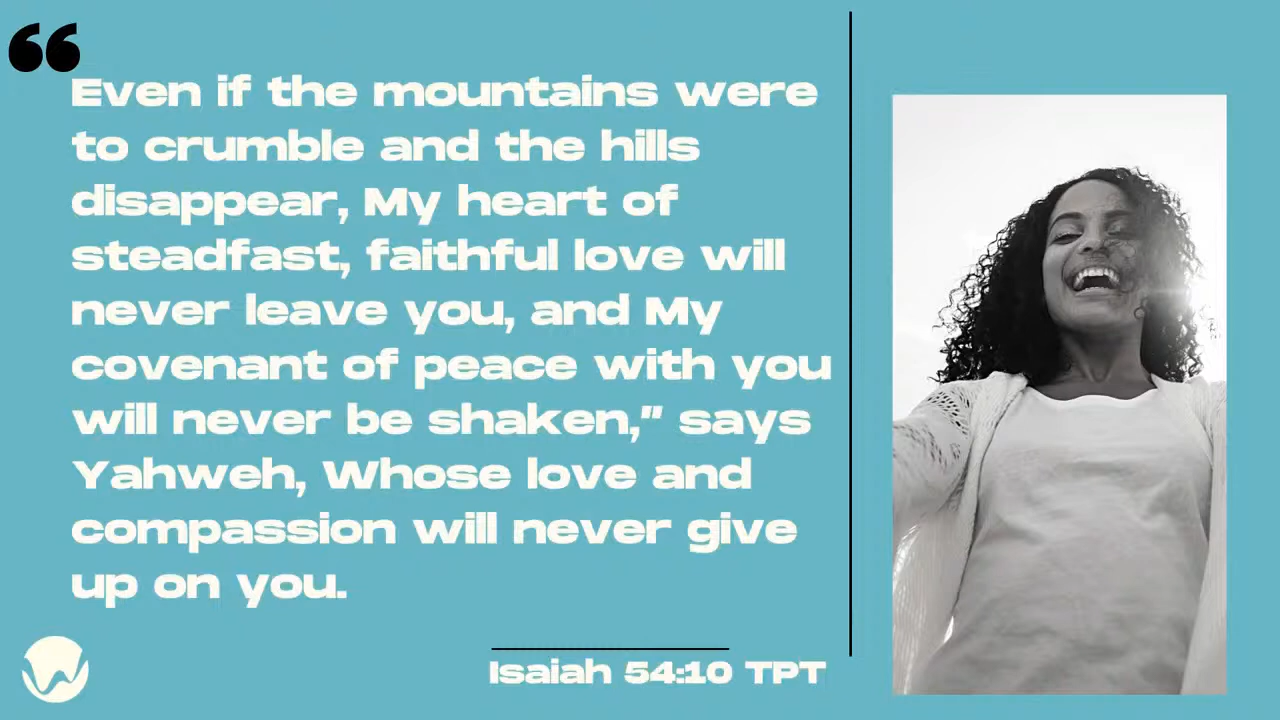 “
Even if the mountains were
to crumble and the hills
disappear, My heart of
steadfast, faithful love will
never leave you, and My
covenant of peace with you
will never be shaken,” says
Yahweh, Whose love and
compassion will never give
up on you.
Isaiah 54:10 TPT